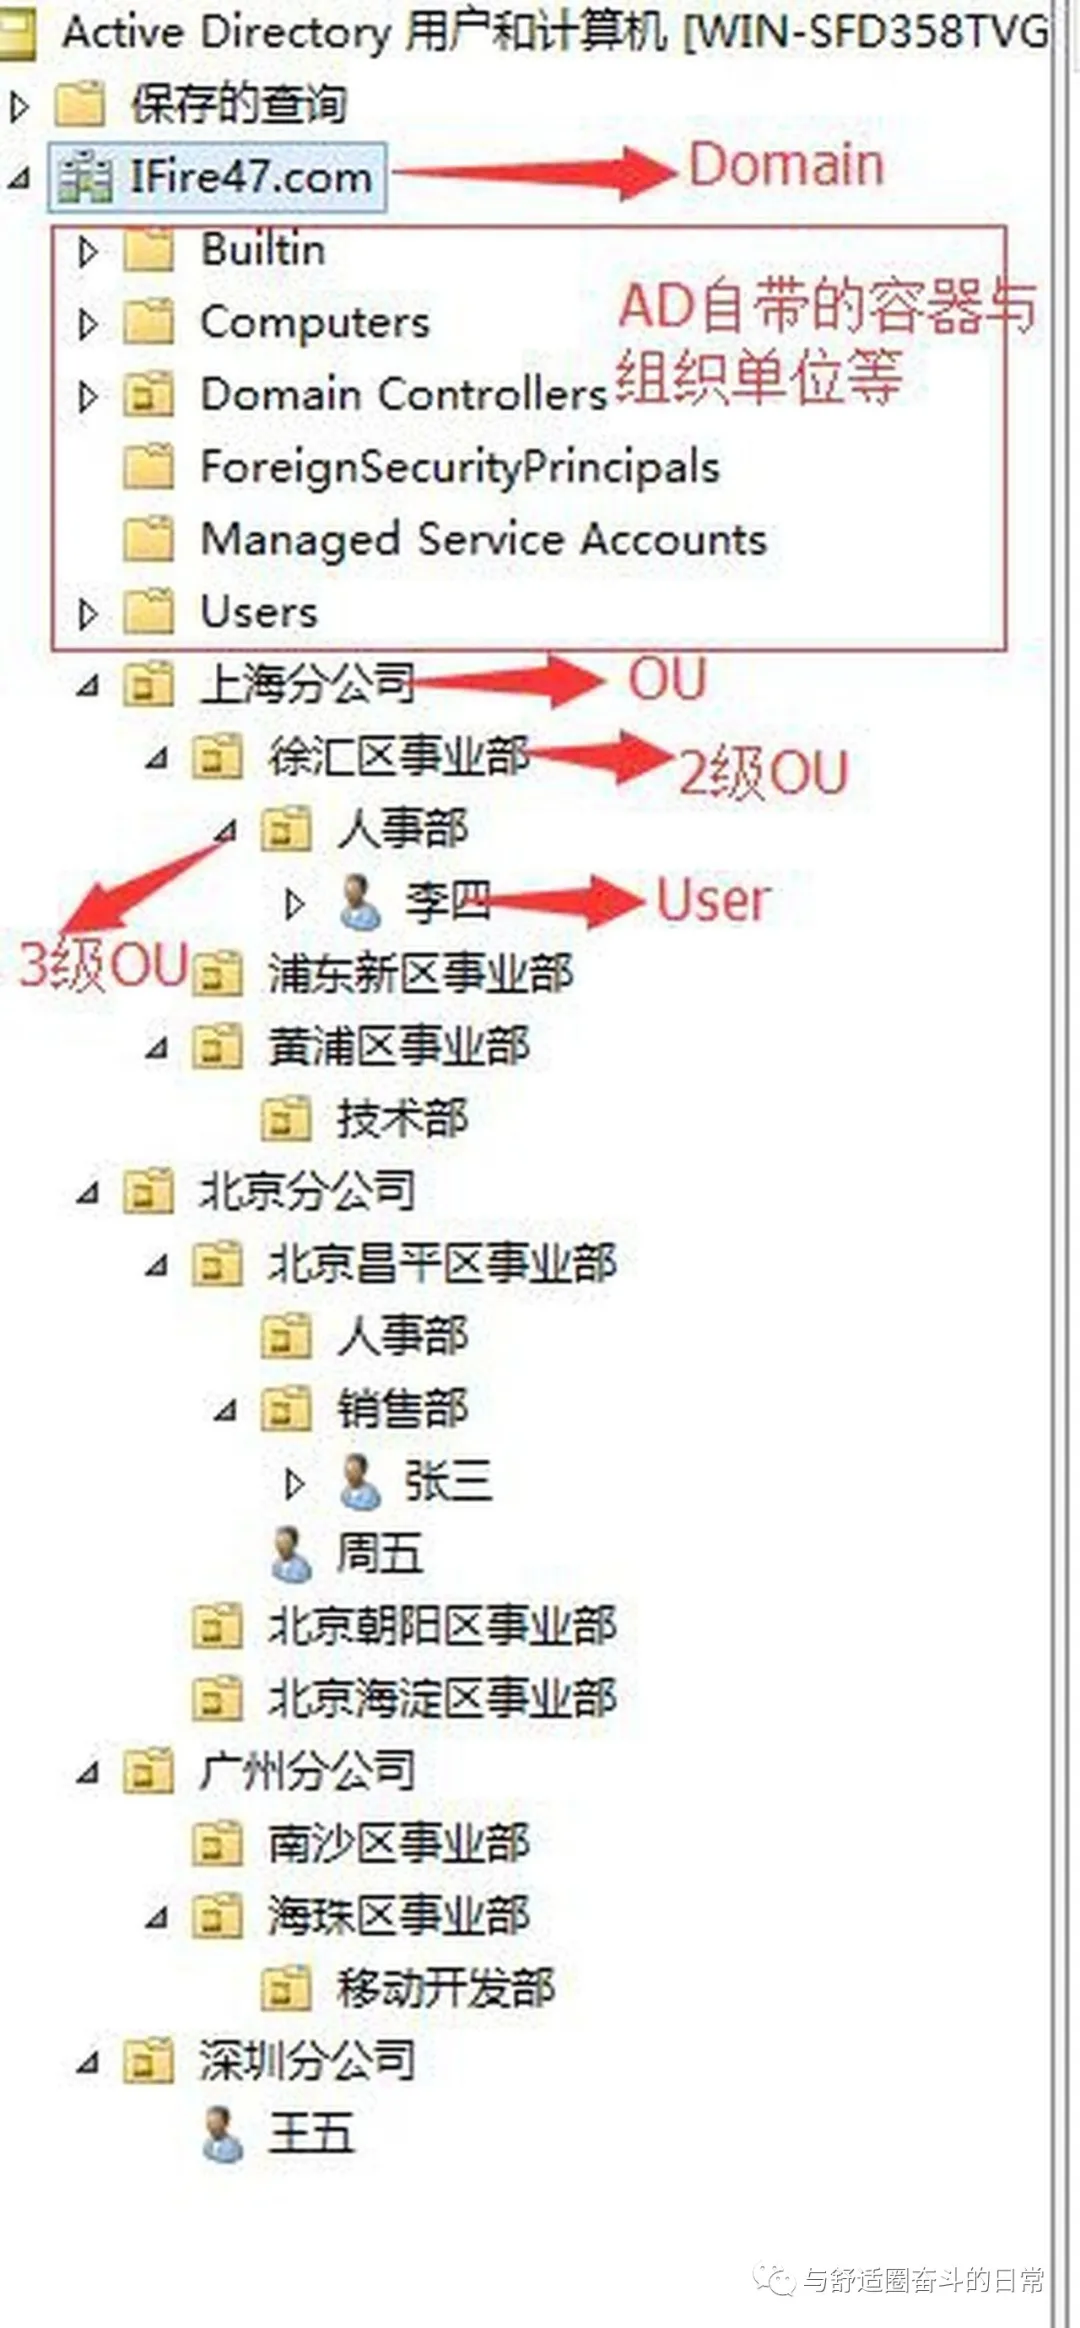 Active Directory 用户和计算机 [WIN-SFD358TVG
保存的查询
IFire47.com
Domain
Builtin
Computers
AD自带的容器与
组织单位等
Domain Controllers
ForeignSecurityPrincipals
Managed Service Accounts
Users
上海分公司
OU
徐汇区事业部
2级OU
人事部
李四
User
3级OU
浦东新区事业部
黄浦区事业部
技术部
北京分公司
北京昌平区事业部
人事部
销售部
张三
周五
北京朝阳区事业部
北京海淀区事业部
广州分公司
南沙区事业部
海珠区事业部
移动开发部
深圳分公司
王五
与舒适圈奋斗的日常